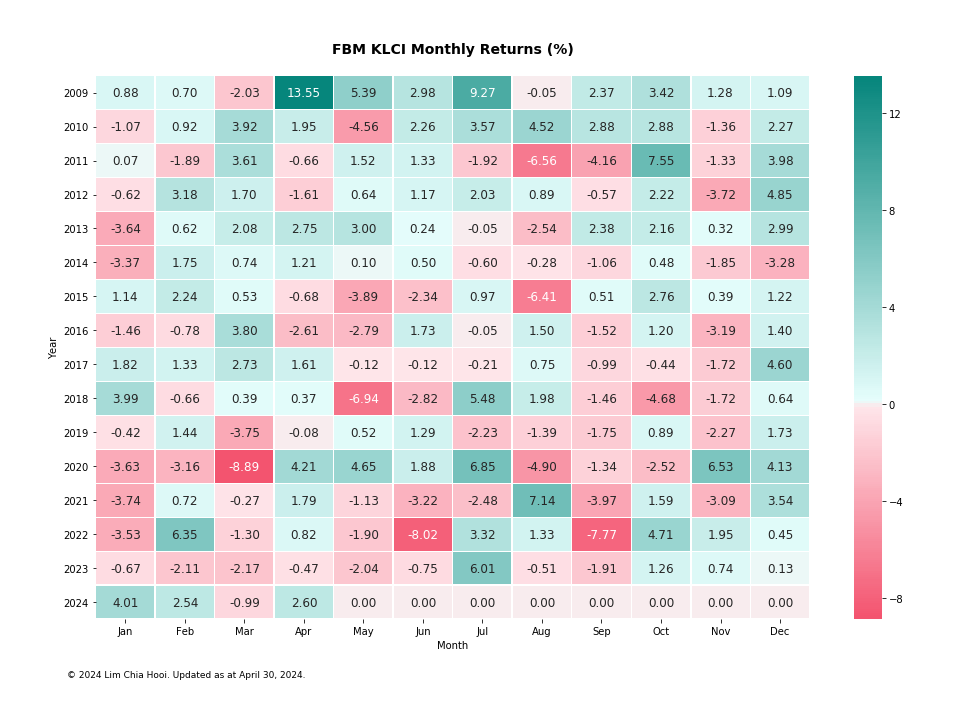 FBM KLCI Monthly Returns (%)
2009 0.88 0.70 -2.03 13.55 5.39 2.98 9.27 -0.05 2.37 3.42 1.28 1.09
2010 -1.07 0.92 3.92 1.95 -4.56 2.26 3.57 4.52 2.88 2.88 -1.36 2.27
2011 0.07 -1.89 3.61 -0.66 1.52 1.33 -1.92 -6.56 -4.16 7.55 -1.33 3.98
2012 -0.62 3.18 1.70 -1.61 0.64 1.17 2.03 0.89 -0.57 2.22 -3.72 4.85
2013 -3.64 0.62 2.08 2.75 3.00 0.24 -0.05 -2.54 2.38 2.16 0.32 2.99
2014 -3.37 1.75 0.74 1.21 0.10 0.50 -0.60 -0.28 -1.06 0.48 -1.85 -3.28
2015 1.14 2.24 0.53 -0.68 -3.89 -2.34 0.97 -6.41 0.51 2.76 0.39 1.22
2016 -1.46 -0.78 3.80 -2.61 -2.79 1.73 -0.05 1.50 -1.52 1.20 -3.19 1.40
2017 1.82 1.33 2.73 1.61 -0.12 -0.12 -0.21 0.75 -0.99 -0.44 -1.72 4.60
2018 3.99 -0.66 0.39 0.37 -6.94 -2.82 5.48 1.98 -1.46 -4.68 -1.72 0.64
2019 -0.42 1.44 -3.75 -0.08 0.52 1.29 -2.23 -1.39 -1.75 0.89 -2.27 1.73
2020 -3.63 -3.16 -8.89 4.21 4.65 1.88 6.85 -4.90 -1.34 -2.52 6.53 4.13
2021 -3.74 0.72 -0.27 1.79 -1.13 -3.22 -2.48 7.14 -3.97 1.59 -3.09 3.54
2022 -3.53 6.35 -1.30 0.82 -1.90 -8.02 3.32 1.33 -7.77 4.71 1.95 0.45
2023 -0.67 -2.11 -2.17 -0.47 -2.04 -0.75 6.01 -0.51 -1.91 1.26 0.74 0.13
2024 4.01 2.54 -0.99 2.60 0.00 0.00 0.00 0.00 0.00 0.00 0.00 0.00
Jan Feb Mar Apr May Jun Jul Aug Sep Oct Nov Dec
Month
Year
12
8
4
0
−4
−8
© 2024 Lim Chia Hooi. Updated as at April 30, 2024.